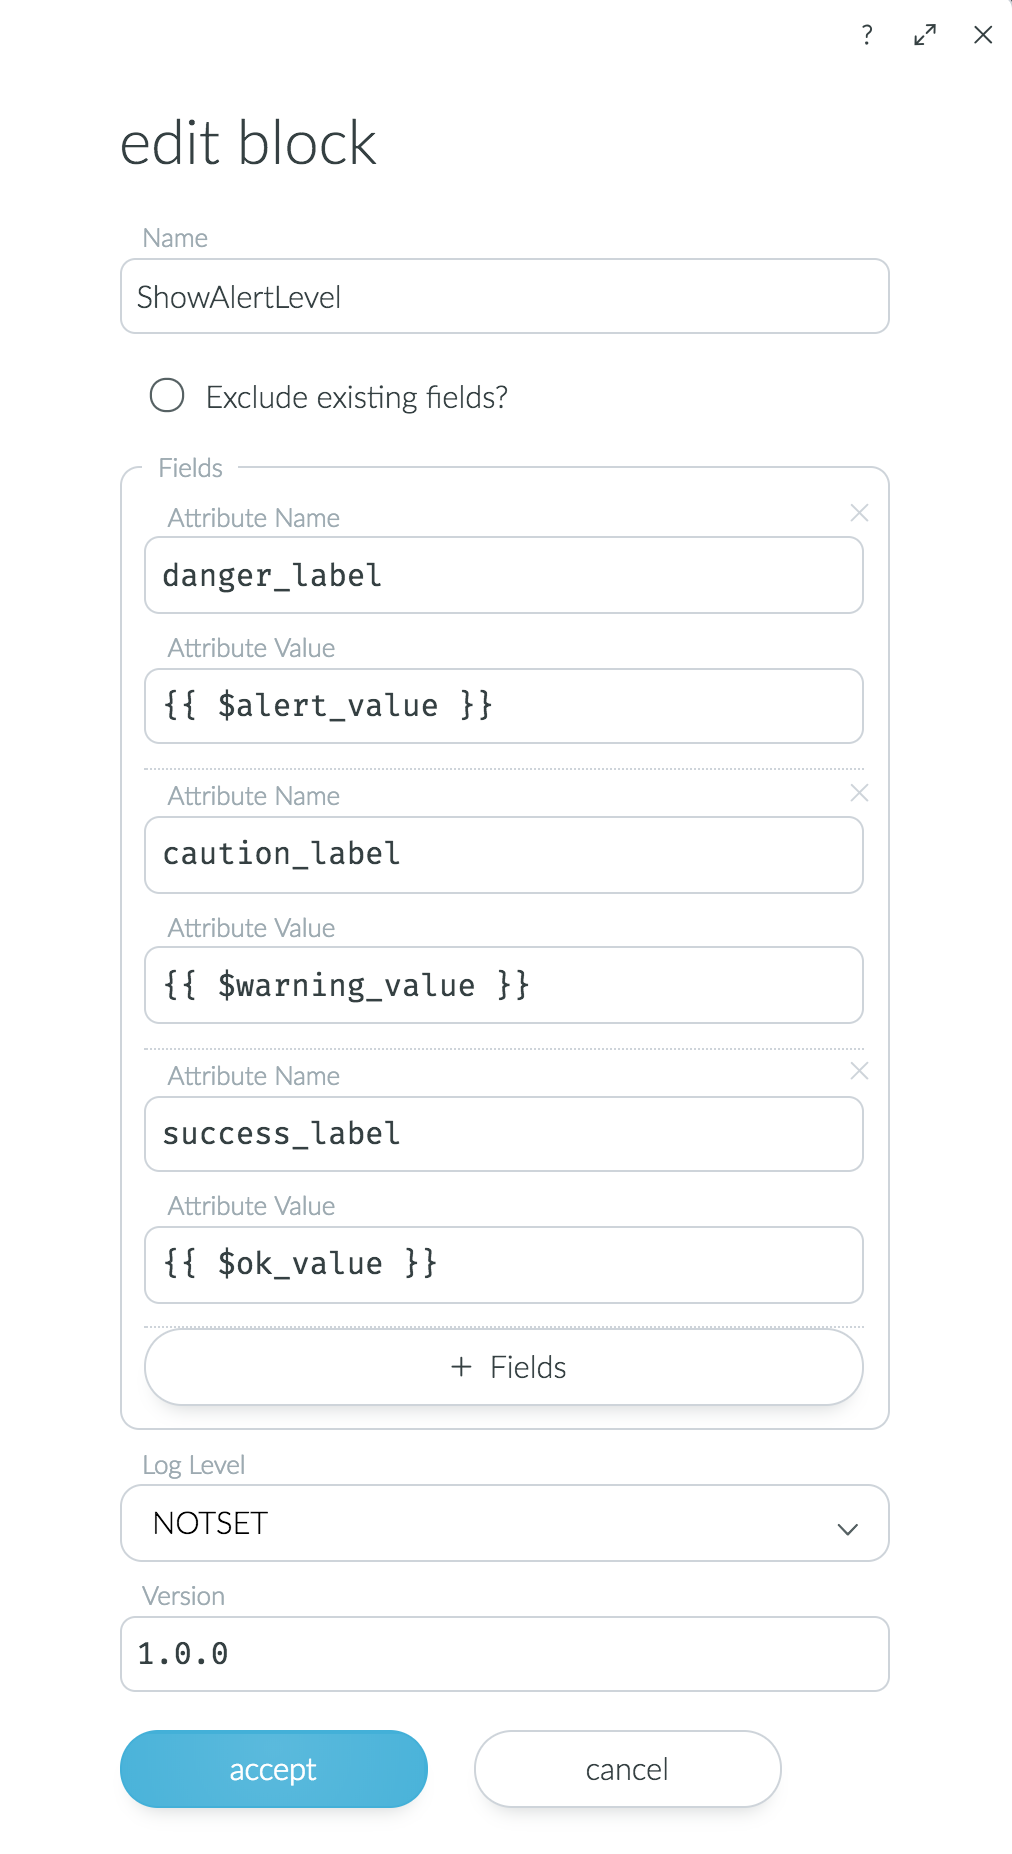 ?
edit block
Name
ShowAlertLevel
Exclude existing fields?
Fields
Attribute Name
danger_label
Attribute Value
{{ $alert_value }}
Attribute Name
caution_label
Attribute Value
{{ $warning_value }}
Attribute Name
success_label
Attribute Value
{{ $ok_value }}
+ Fields
Log Level
NOTSET
Version
1.0.0
accept cancel